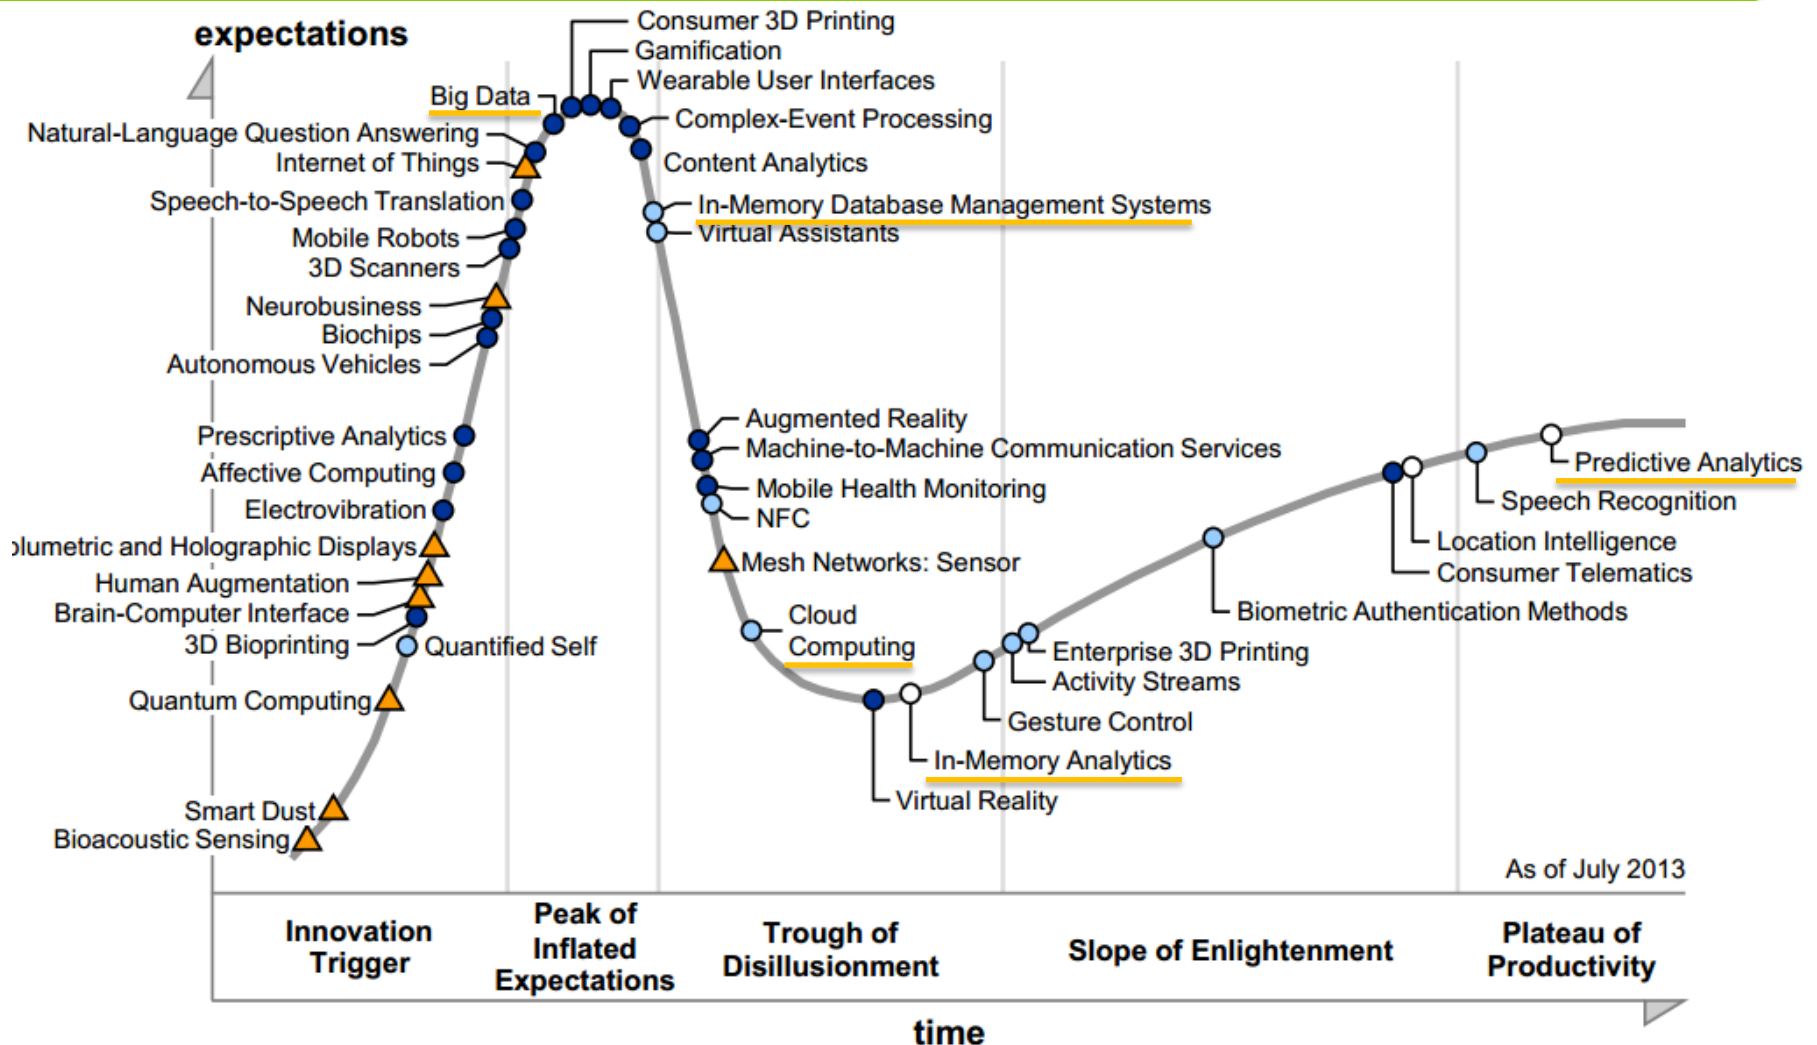 expectations
Consumer 3D Printing
Gamification
Wearable User Interfaces
Big Data
Complex-Event Processing
Natural-Language Question Answering
Content Analytics
Internet of Things
Speech-to-Speech Translation
In-Memory Database Management Systems
Virtual Assistants
Mobile Robots
3D Scanners
Neurobusiness
Biochips
Autonomous Vehicles
Augmented Reality
Prescriptive Analytics
Machine-to-Machine Communication Services
Affective Computing
Mobile Health Monitoring
Electrovibration
NFC
olumetric and Holographic Displays
Mesh Networks: Sensor
Human Augmentation
Brain-Computer Interface
3D Bioprinting
Quantified Self
Quantum Computing
Smart Dust
Bioacoustic Sensing
Cloud
Computing
Predictive Analytics
Speech Recognition
Location Intelligence
Consumer Telematics
Biometric Authentication Methods
Enterprise 3D Printing
Activity Streams
Gesture Control
In-Memory Analytics
Virtual Reality
As of July 2013
Innovation
Trigger
Peak of
Inflated
Expectations
Trough of
Disillusionment
Slope of Enlightenment
Plateau of
Productivity
time